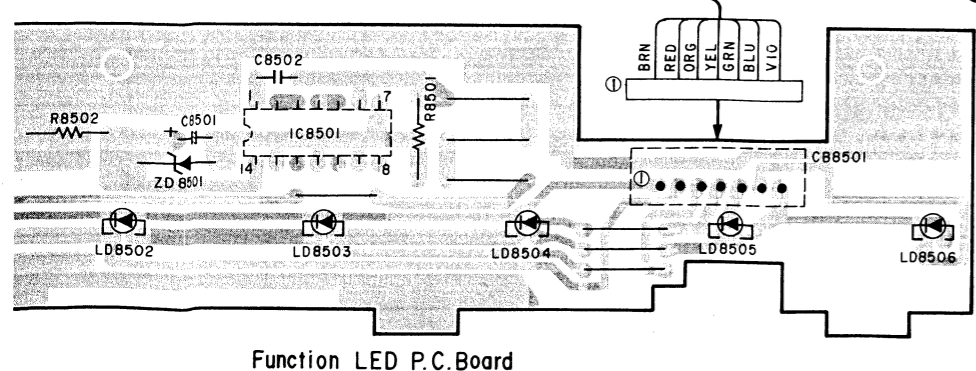 BRN RED ORG YEL GRN BLU VIO
①
C8502
1 7
R8501
R8502
C8501
+
IC8501
ZD8501
14 8
CB8501
①
LD8502 LD8503 LD8504 LD8505 LD8506
Function LED P.C.Board